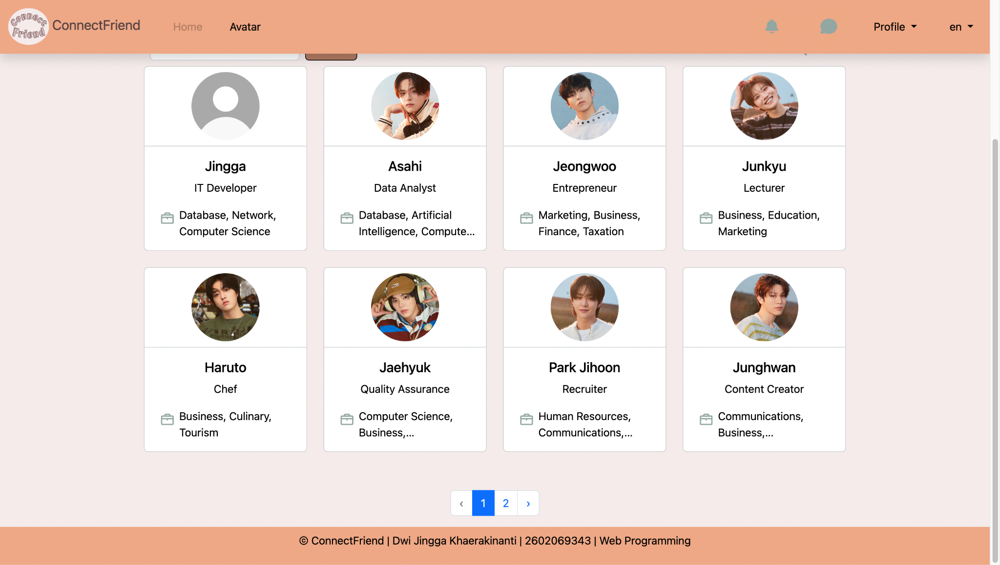 Connect
Friend
ConnectFriend
Home
Avatar
Profile
en
Jingga
IT Developer
Database, Network,
Computer Science
Asahi
Data Analyst
Database, Artificial
Intelligence, Compute...
Jeongwoo
Entrepreneur
Marketing, Business,
Finance, Taxation
Junkyu
Lecturer
Business, Education,
Marketing
Haruto
Chef
Business, Culinary,
Tourism
Jaehyuk
Quality Assurance
Computer Science,
Business,...
Park Jihoon
Recruiter
Human Resources,
Communications,...
Junghwan
Content Creator
Communications,
Business,...
‹ 1 2 ›
© ConnectFriend | Dwi Jingga Khaerakinanti | 2602069343 | Web Programming